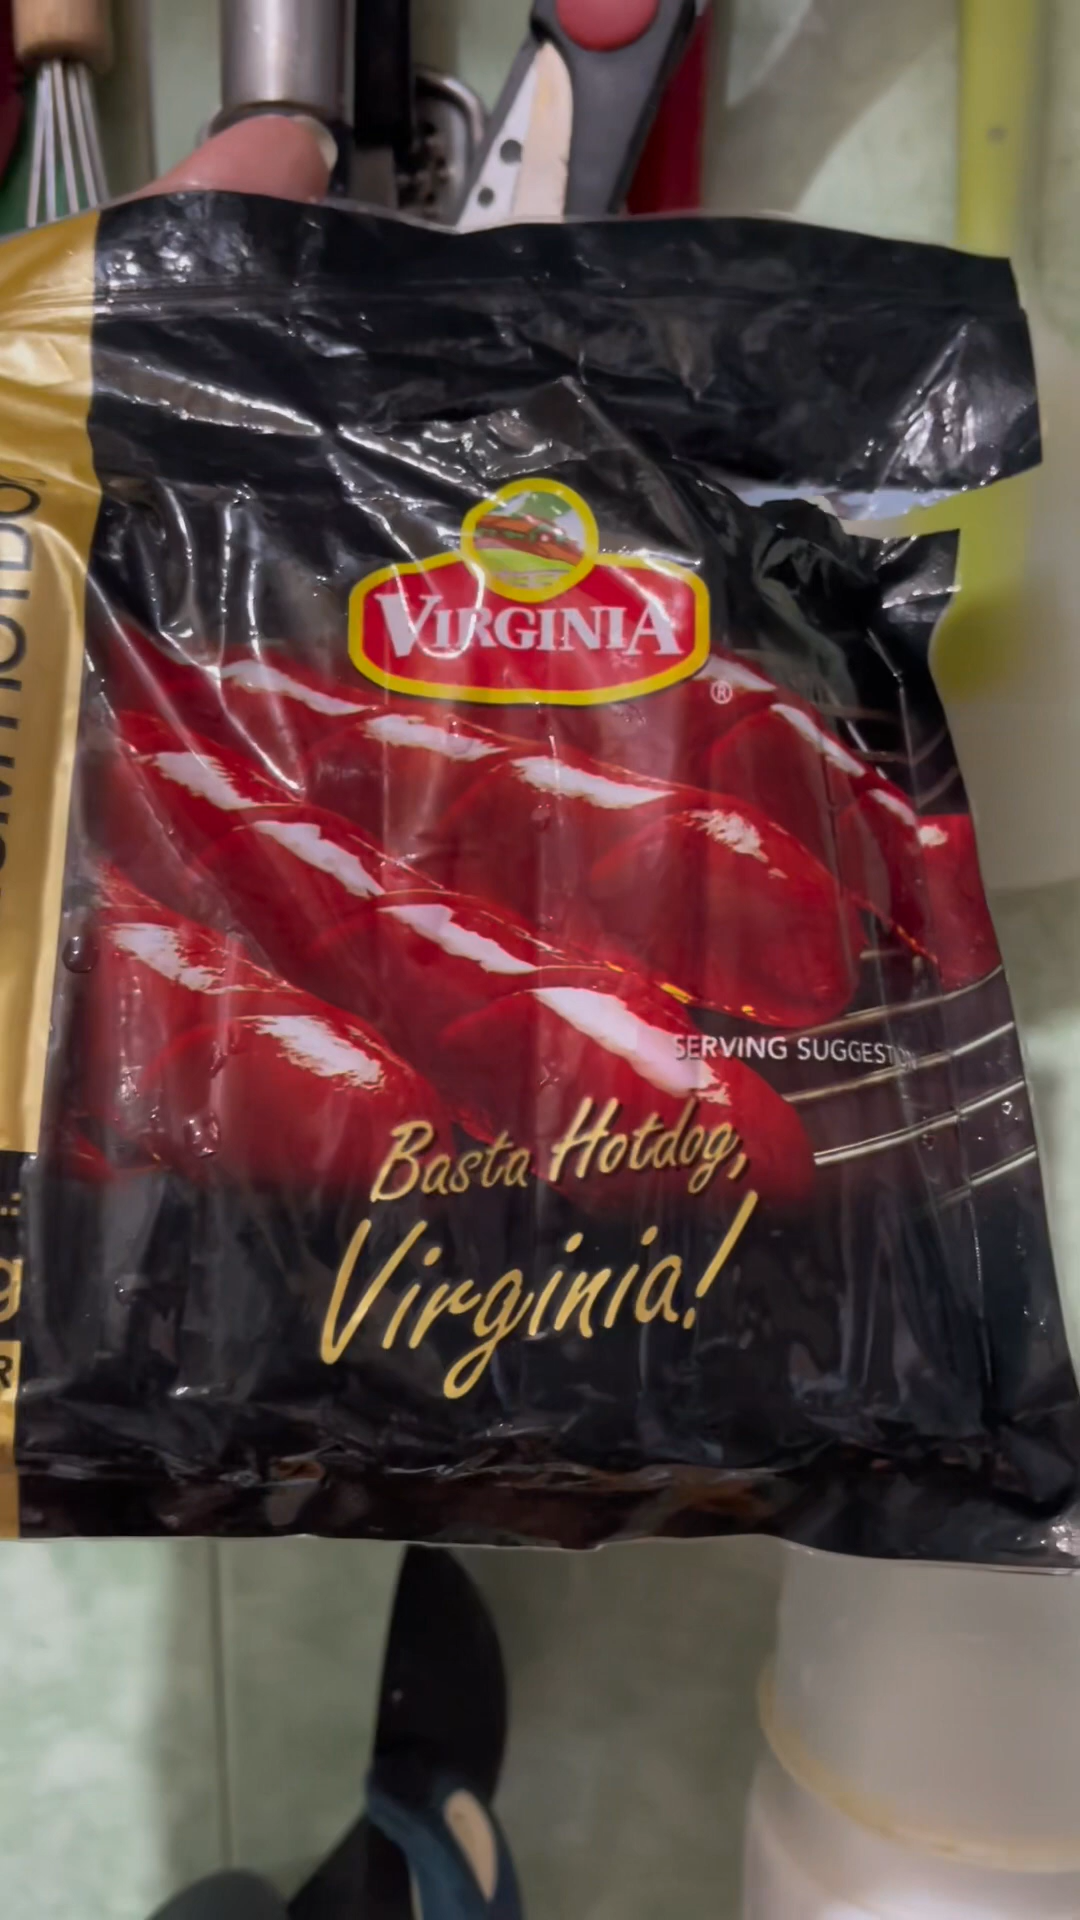 VIRGINIA
®
SERVING SUGGESTION
Basta Hotdog,
Virginia!
g
R